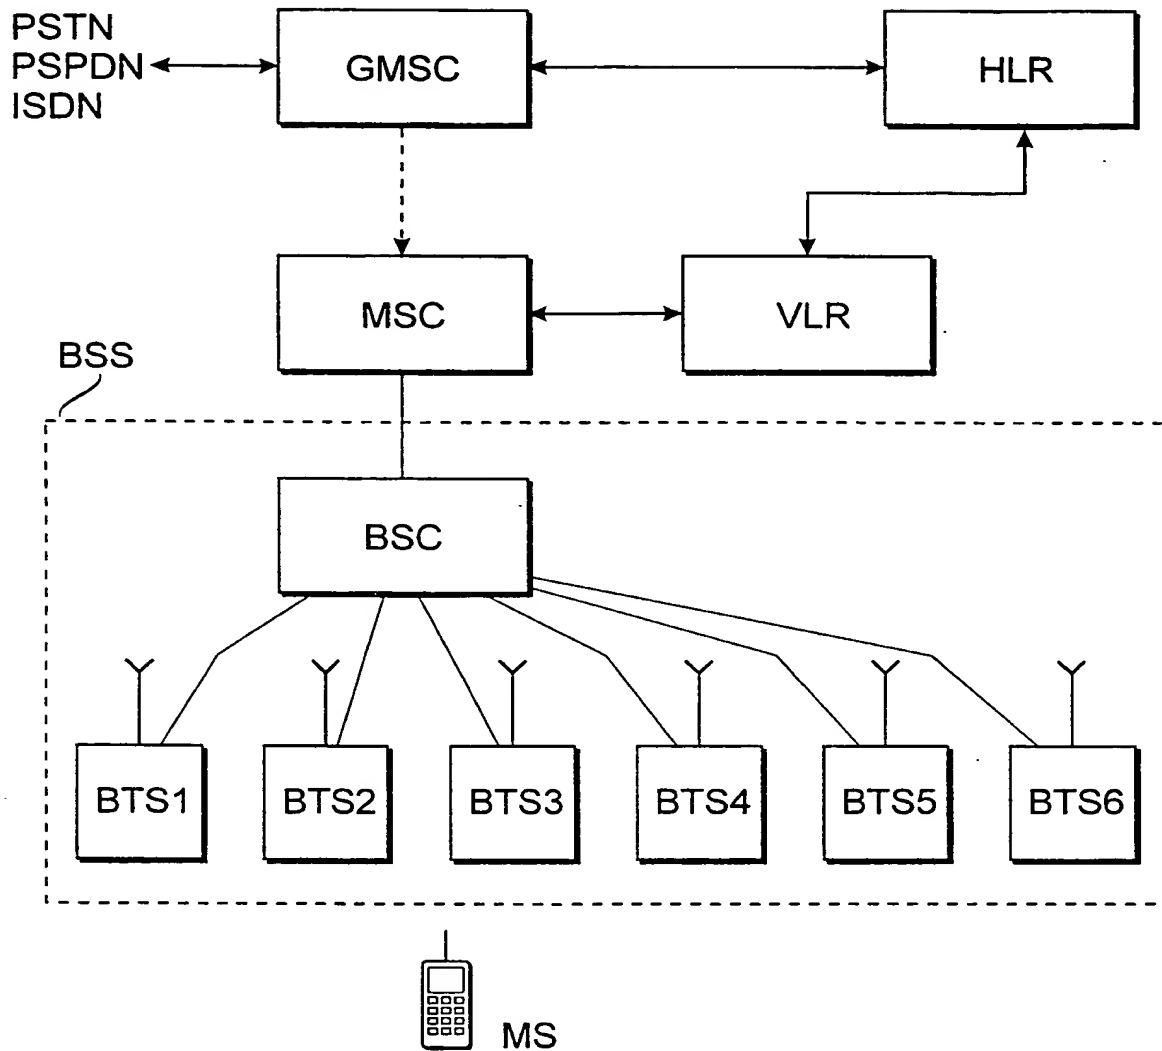 PSTN
PSPDN
ISDN
GMSC
HLR
MSC
VLR
BSS
BSC
BTS1
BTS2
BTS3
BTS4
BTS5
BTS6
MS